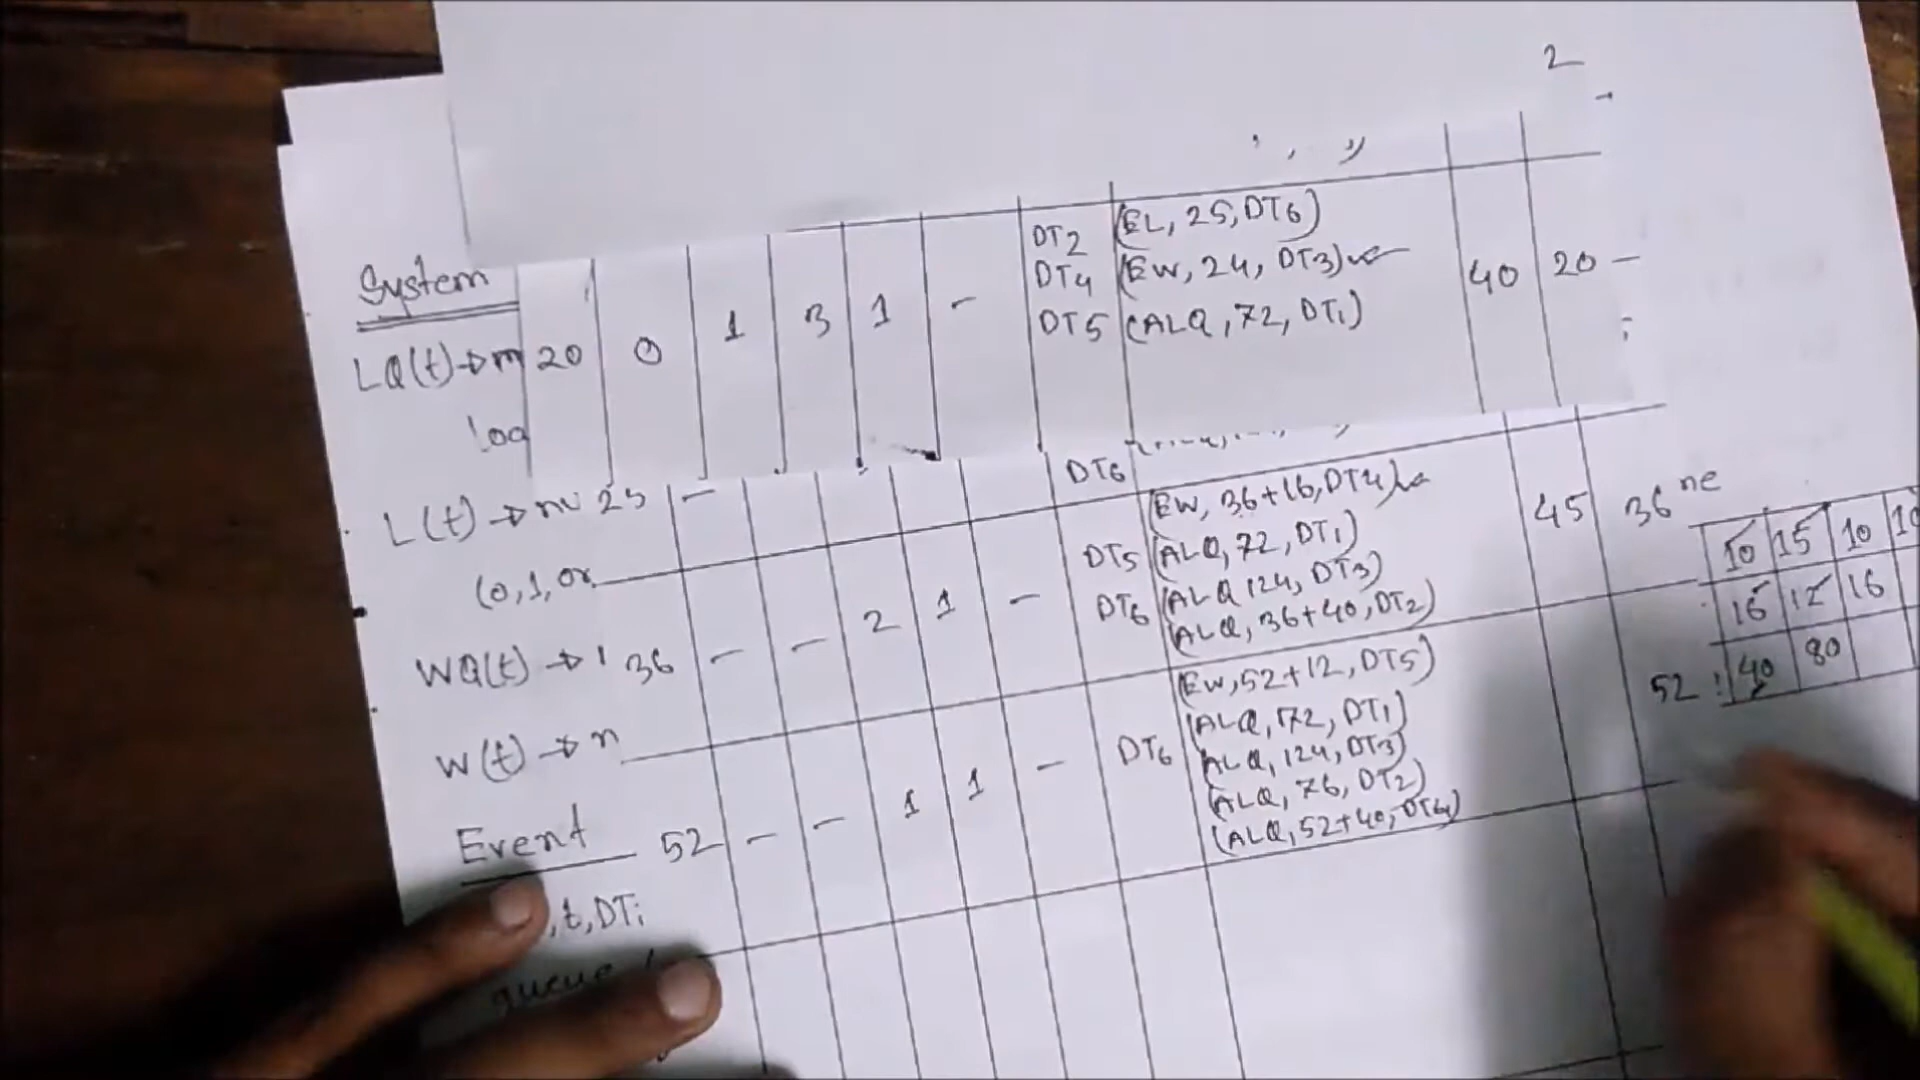 2
System
LQ(t) → n 20 0 1 3 1 - DT2 (EL, 25, DT6) 40 20 -
DT4 (EW, 24, DT3)
DT5 (ALQ, 72, DT1)
loa
L(t) → nu 25 - DT6
(0, 1, or
WQ(t) → 36 - - 2 1 - DT5 (EW, 36+16, DT4) 45 36
DT6 (ALQ, 72, DT1)
(ALQ 124, DT3)
(ALQ, 36+40, DT2)
W(t) → n
Event 52 - - 1 1 - DT6 (EW, 52+12, DT5)
(ALQ, 72, DT1)
(ALQ, 124, DT3)
(ALQ, 76, DT2)
(ALQ, 52+40, DT4)
, t, DTi
queue
ne
10 15 10 10
16 12 16
52 : 40 80